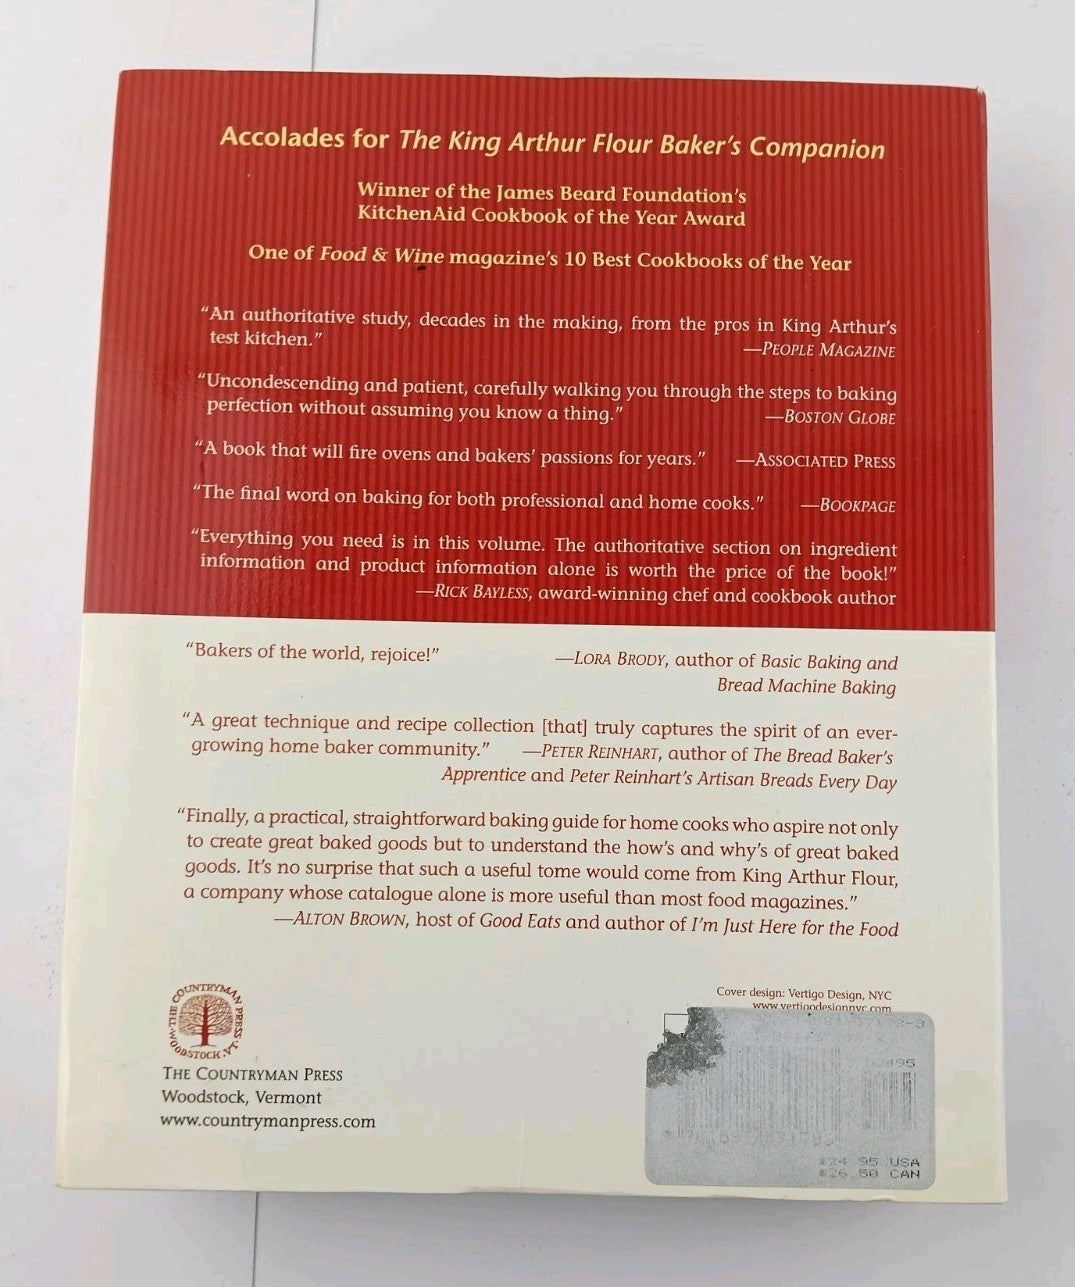 Accolades for The King Arthur Flour Baker's Companion
Winner of the James Beard Foundation's
KitchenAid Cookbook of the Year Award
One of Food & Wine magazine's 10 Best Cookbooks of the Year
“An authoritative study, decades in the making, from the pros in King Arthur's
test kitchen.” —PEOPLE MAGAZINE
“Uncondescending and patient, carefully walking you through the steps to baking
perfection without assuming you know a thing.” —BOSTON GLOBE
“A book that will fire ovens and bakers' passions for years.” —ASSOCIATED PRESS
“The final word on baking for both professional and home cooks.” —BOOKPAGE
“Everything you need is in this volume. The authoritative section on ingredient
information and product information alone is worth the price of the book!”
—RICK BAYLESS, award-winning chef and cookbook author
“Bakers of the world, rejoice!” —LORA BRODY, author of Basic Baking and
Bread Machine Baking
“A great technique and recipe collection [that] truly captures the spirit of an ever-
growing home baker community.” —PETER REINHART, author of The Bread Baker's
Apprentice and Peter Reinhart's Artisan Breads Every Day
“Finally, a practical, straightforward baking guide for home cooks who aspire not only
to create great baked goods but to understand the how's and why's of great baked
goods. It's no surprise that such a useful tome would come from King Arthur Flour,
a company whose catalogue alone is more useful than most food magazines.”
—ALTON BROWN, host of Good Eats and author of I'm Just Here for the Food
THE COUNTRYMAN PRESS
WOODSTOCK VT
THE COUNTRYMAN PRESS
Woodstock, Vermont
www.countrymanpress.com
Cover design: Vertigo Design, NYC
www.vertigodesignnyc.com
52495
$24.95 USA
$26.50 CAN